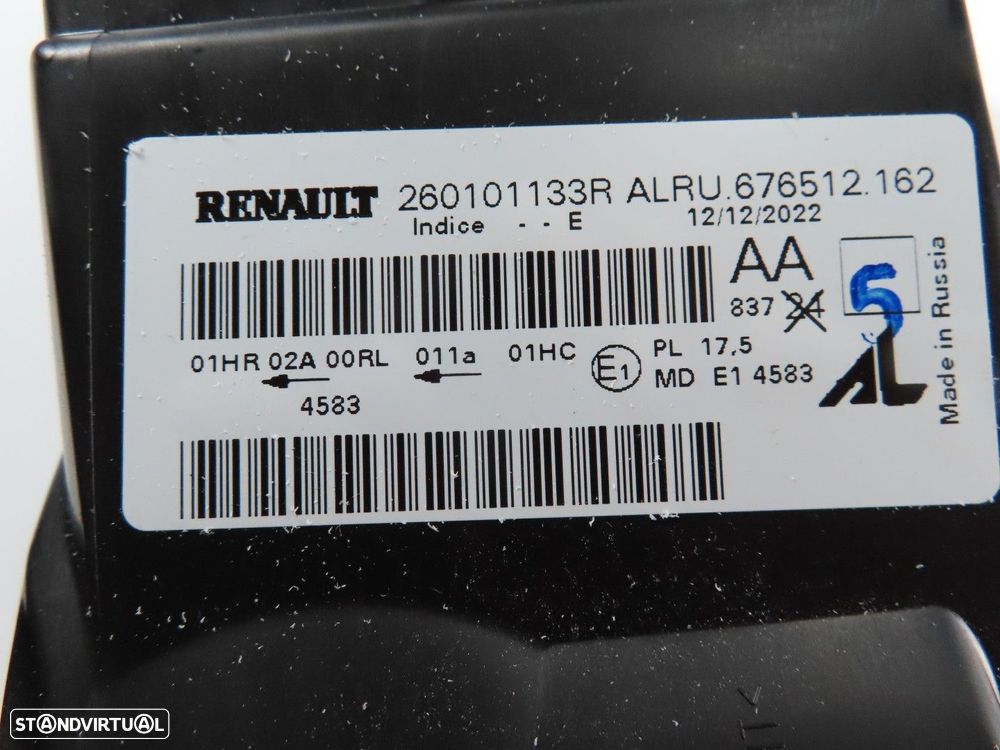 RENAULT 260101133R ALRU.676512.162
Indice - - E 12/12/2022
AA
837 24
5
01HR 02A 00RL 011a 01HC E1 PL 17,5
MD E1 4583
4583
AL
Made in Russia
STANDVIRTUAL